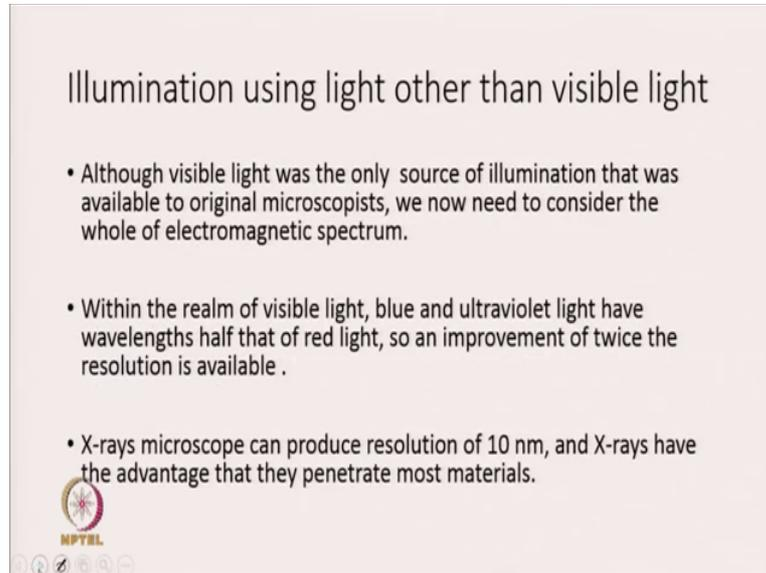 Illumination using light other than visible light
• Although visible light was the only source of illumination that was
available to original microscopists, we now need to consider the
whole of electromagnetic spectrum.
• Within the realm of visible light, blue and ultraviolet light have
wavelengths half that of red light, so an improvement of twice the
resolution is available .
• X-rays microscope can produce resolution of 10 nm, and X-rays have
the advantage that they penetrate most materials.
NPTEL